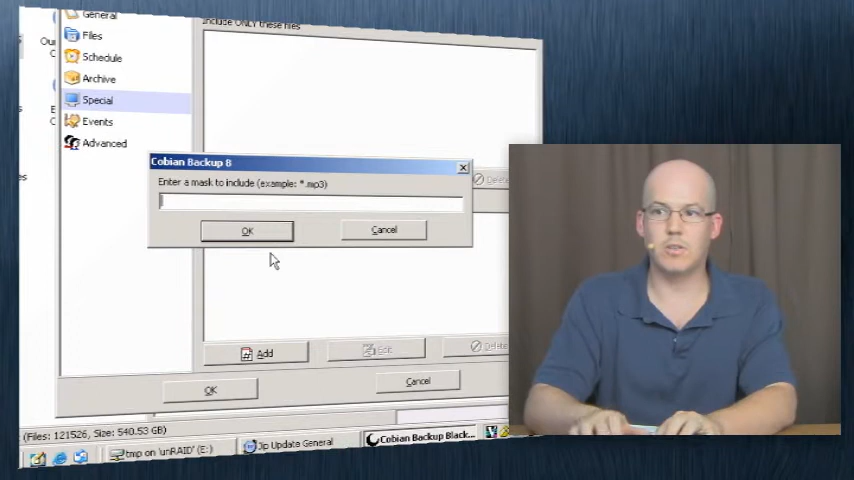 General
Include ONLY these files
Files
Schedule
Archive
Special
Events
Advanced
Cobian Backup 8
Enter a mask to include (example: *.mp3)
OK
Cancel
Delete
Add
Edit
Delete
OK
Cancel
(Files: 121526, Size: 540.53 GB)
tmp on 'unRAID' (E:)
Jip Update General
Cobian Backup Black...